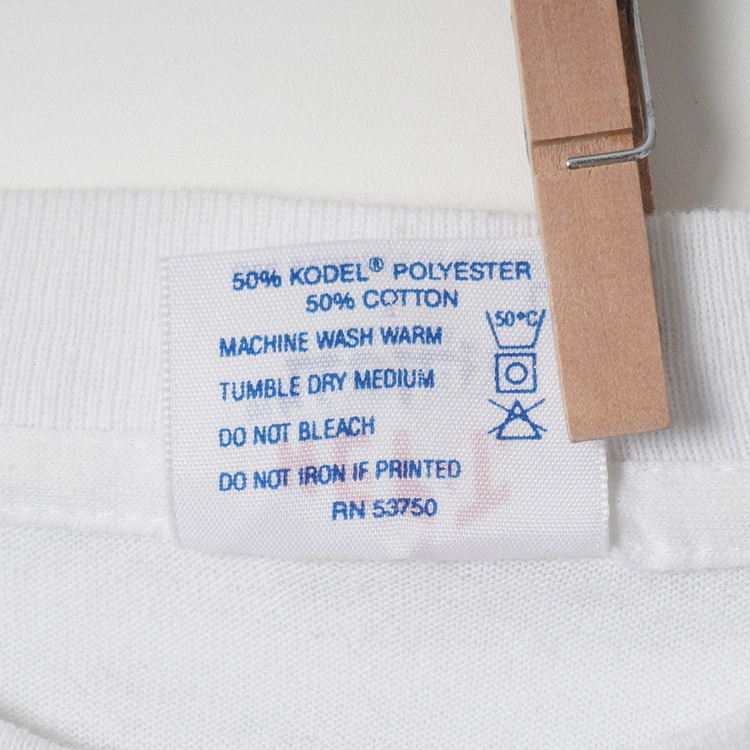 50% KODEL® POLYESTER
50% COTTON
50°C
MACHINE WASH WARM
TUMBLE DRY MEDIUM
DO NOT BLEACH
DO NOT IRON IF PRINTED
RN 53750